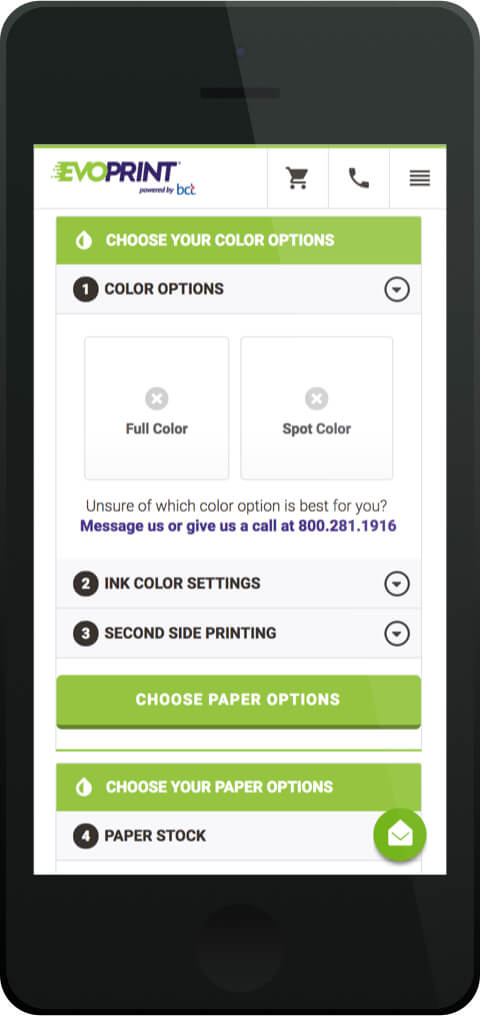 EVOPRINT
powered by bct
CHOOSE YOUR COLOR OPTIONS
1 COLOR OPTIONS
Full Color
Spot Color
Unsure of which color option is best for you?
Message us or give us a call at 800.281.1916
2 INK COLOR SETTINGS
3 SECOND SIDE PRINTING
CHOOSE PAPER OPTIONS
CHOOSE YOUR PAPER OPTIONS
4 PAPER STOCK